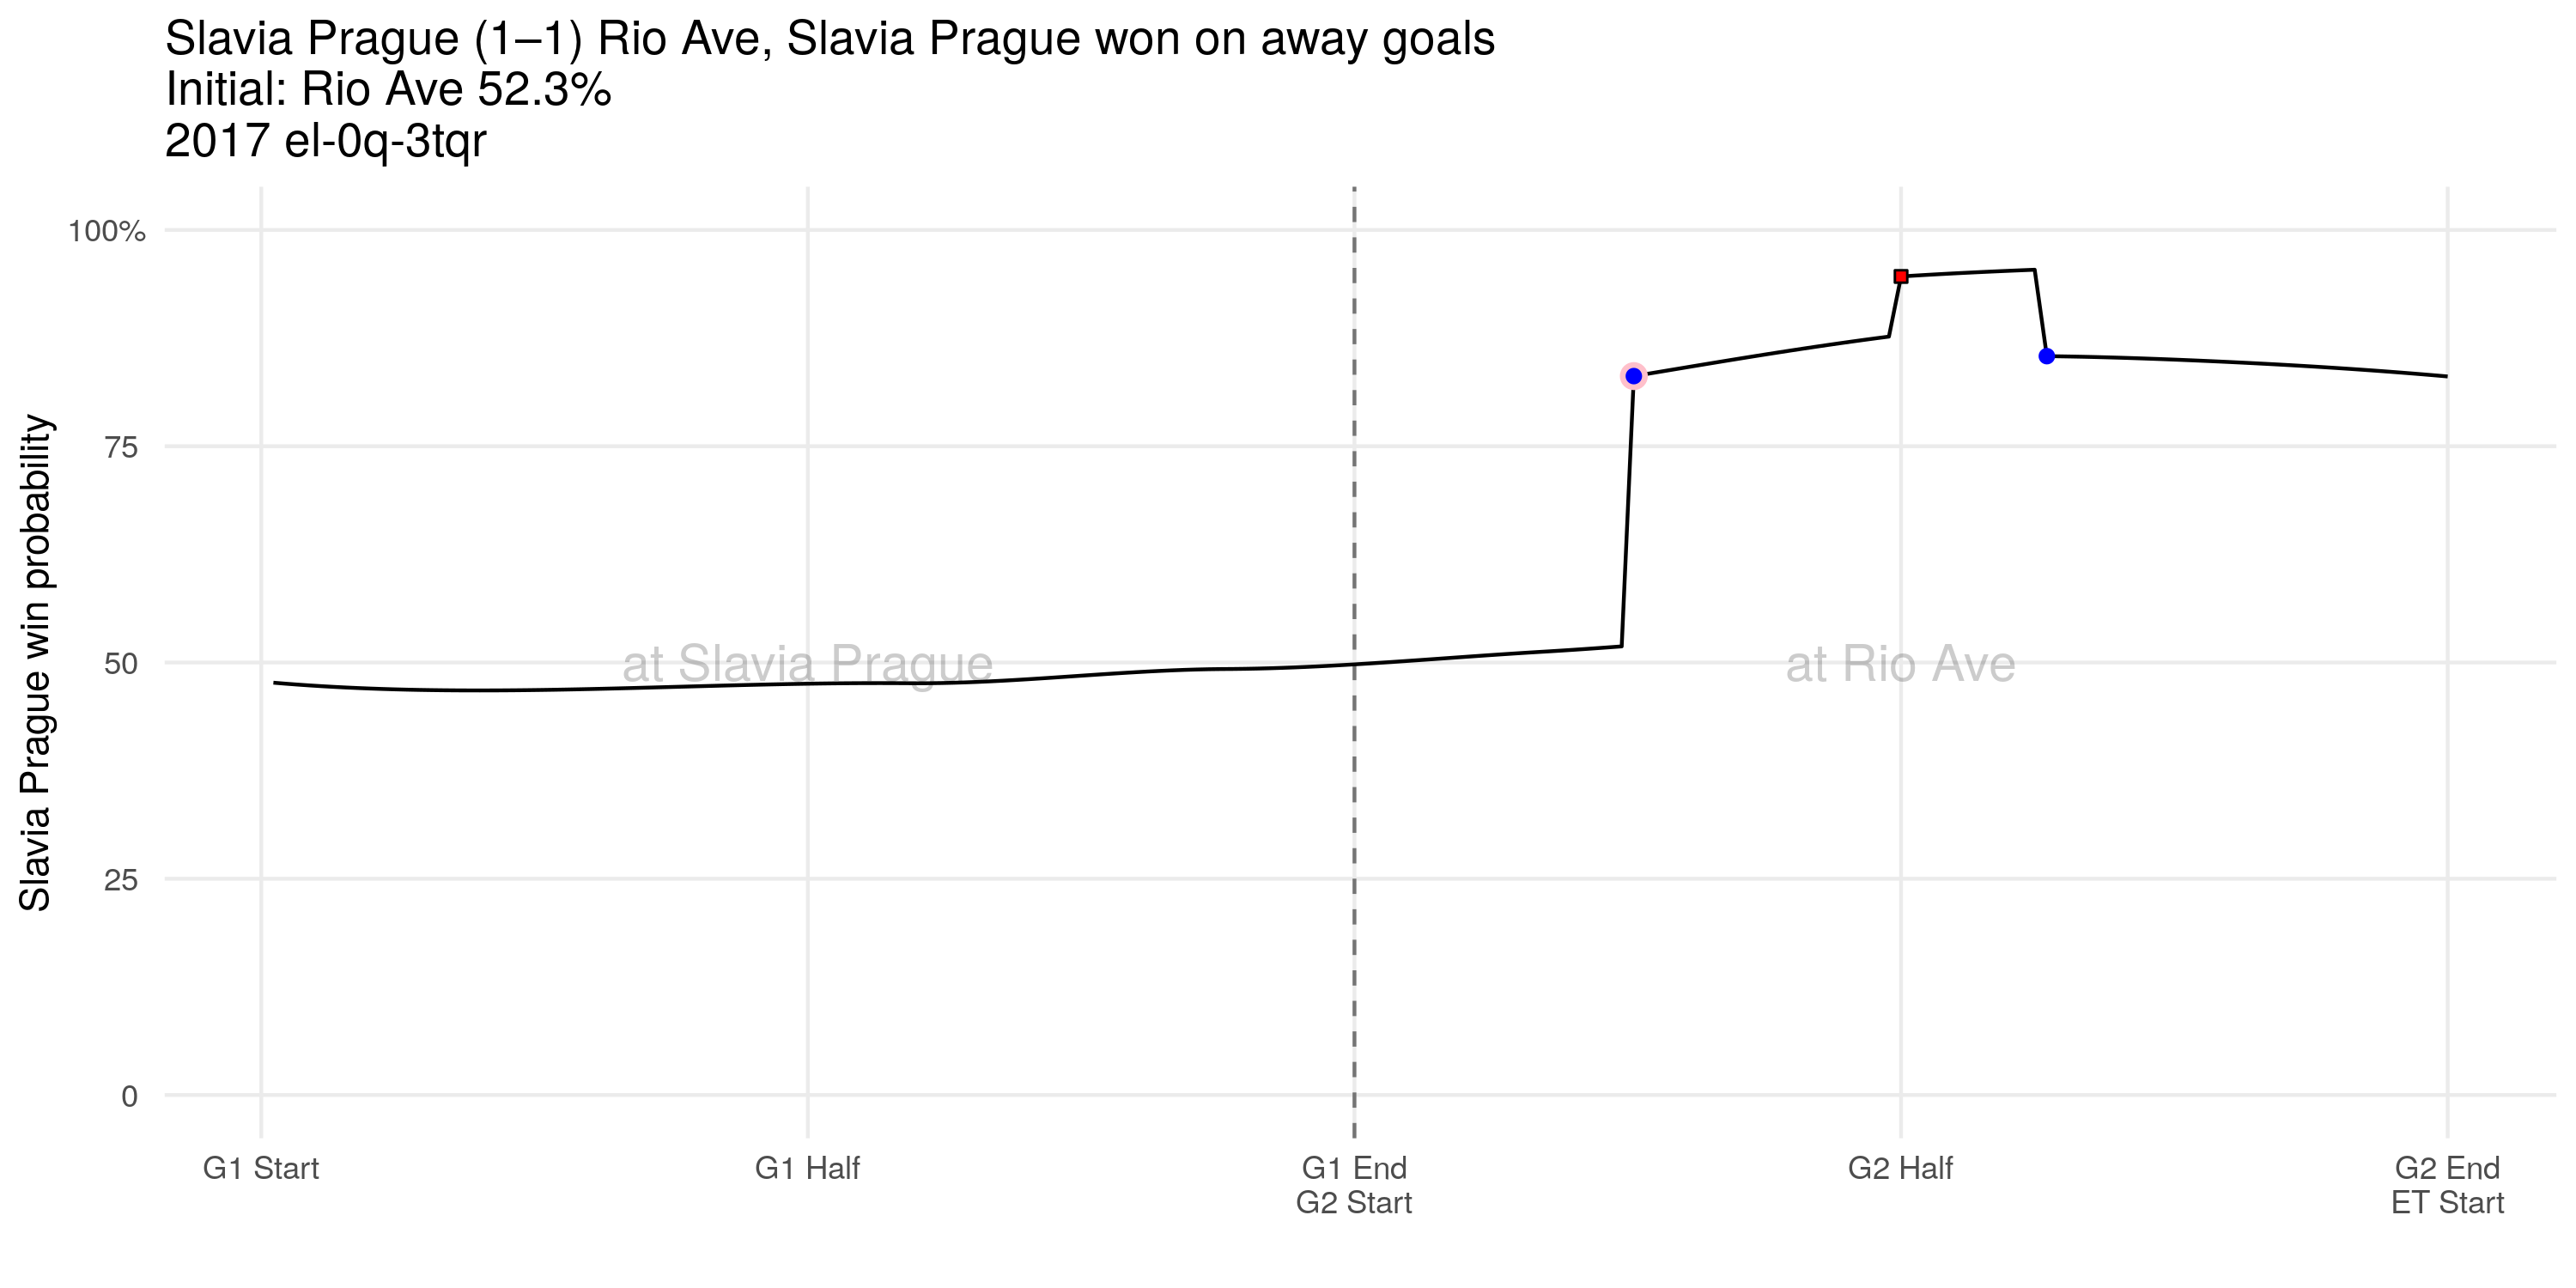 Slavia Prague (1–1) Rio Ave, Slavia Prague won on away goals
Initial: Rio Ave 52.3%
2017 el-0q-3tqr
Slavia Prague win probability
100%
75
50
25
0
at Slavia Prague
at Rio Ave
G1 Start
G1 Half
G1 End
G2 Start
G2 Half
G2 End
ET Start